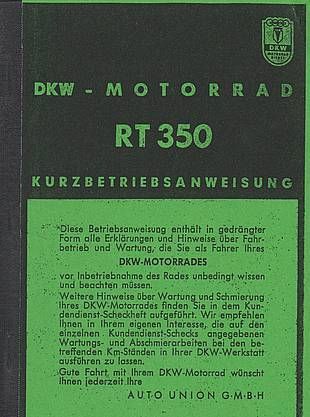 DKW
DKW - MOTORRAD
RT 350
KURZBETRIEBSANWEISUNG
Diese Betriebsanweisung enthält in gedrängter
Form alle Erklärungen und Hinweise über Fahr-
betrieb und Wartung, die Sie als Fahrer Ihres
DKW-MOTORRADES
vor Inbetriebnahme des Rades unbedingt wissen
und beachten müssen.
Weitere Hinweise über Wartung und Schmierung
Ihres DKW-Motorrades finden Sie in dem Kun-
dendienst-Scheckheft aufgeführt. Wir empfehlen
Ihnen in Ihrem eigenen Interesse, die auf den
einzelnen Kundendienst-Schecks angegebenen
Wartungs- und Abschmierarbeiten bei den be-
treffenden Km-Ständen in Ihrer DKW-Werkstatt
ausführen zu lassen.
Gute Fahrt mit Ihrem DKW-Motorrad wünscht
Ihnen jederzeit Ihre
AUTO UNION G·M·B·H